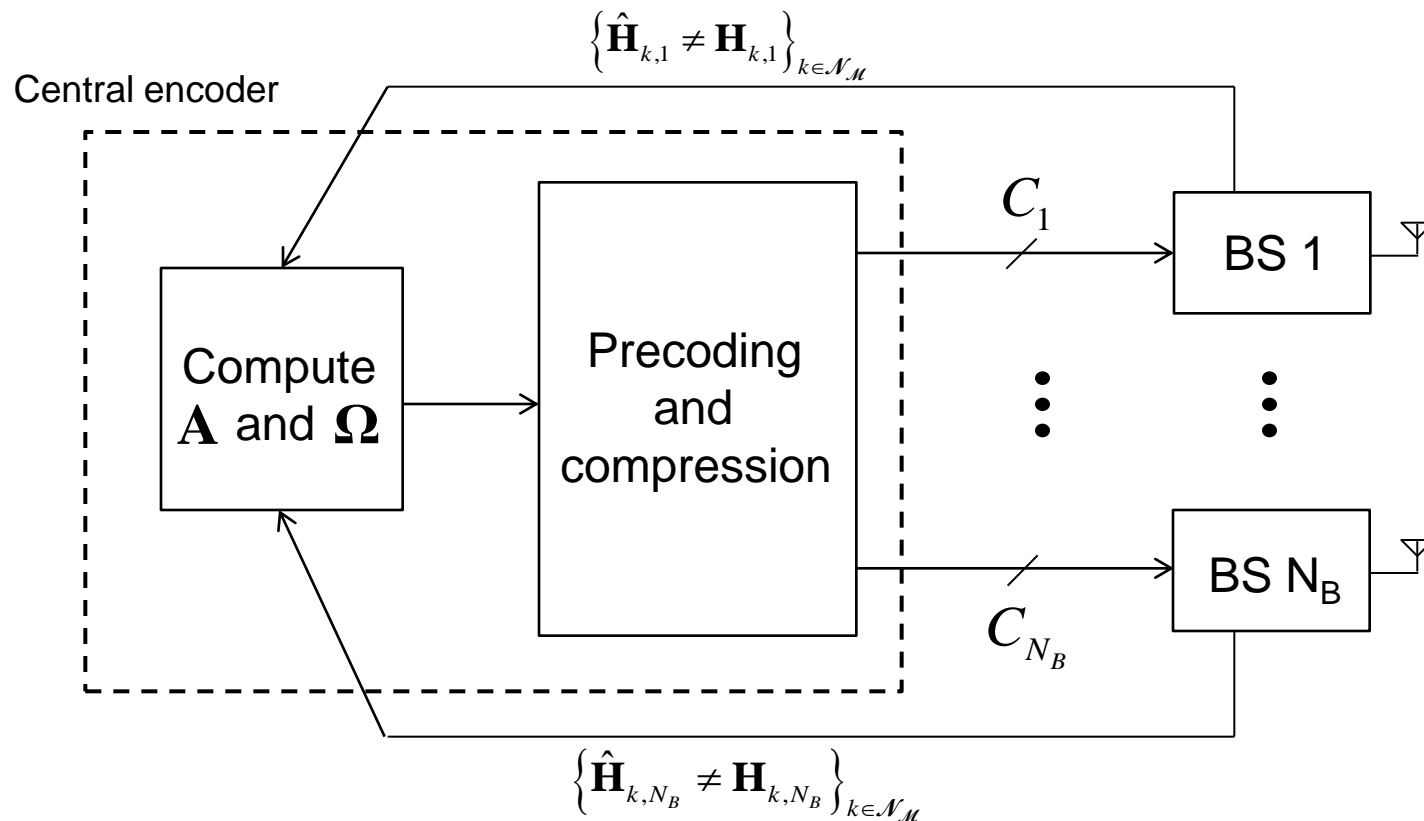 {Ĥ_{k,1} ≠ H_{k,1}}_{k∈𝒩_ℳ}
Central encoder
C_1
BS 1
Compute
A and Ω
Precoding
and
compression
BS N_B
C_{N_B}
{Ĥ_{k,N_B} ≠ H_{k,N_B}}_{k∈𝒩_ℳ}